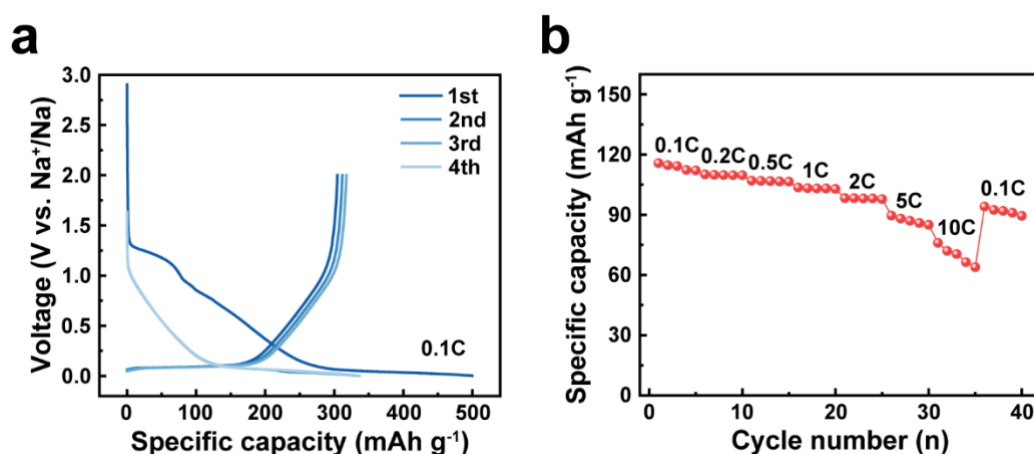 a
3.0
2.5
2.0
1.5
1.0
0.5
0.0
Voltage (V vs. Na⁺/Na)
1st
2nd
3rd
4th
0.1C
0
100
200
300
400
500
Specific capacity (mAh g⁻¹)
b
150
120
90
60
30
0
Specific capacity (mAh g⁻¹)
0.1C
0.2C
0.5C
1C
2C
5C
10C
0.1C
0
10
20
30
40
Cycle number (n)